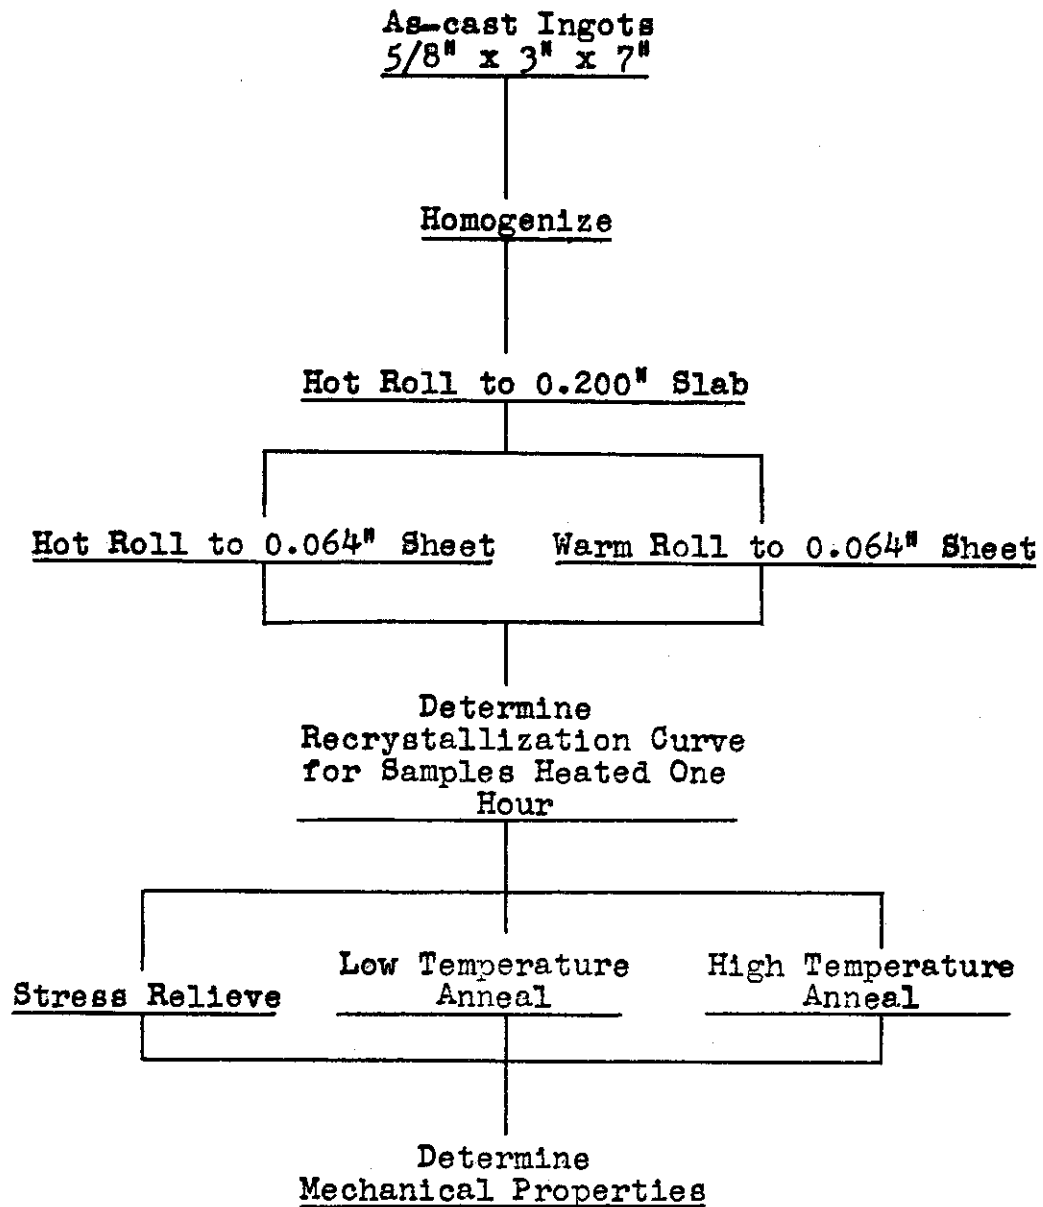 As-cast Ingots
5/8" x 3" x 7"
Homogenize
Hot Roll to 0.200" Slab
Hot Roll to 0.064" Sheet
Warm Roll to 0.064" Sheet
Determine
Recrystallization Curve
for Samples Heated One
Hour
Stress Relieve
Low Temperature
Anneal
High Temperature
Anneal
Determine
Mechanical Properties